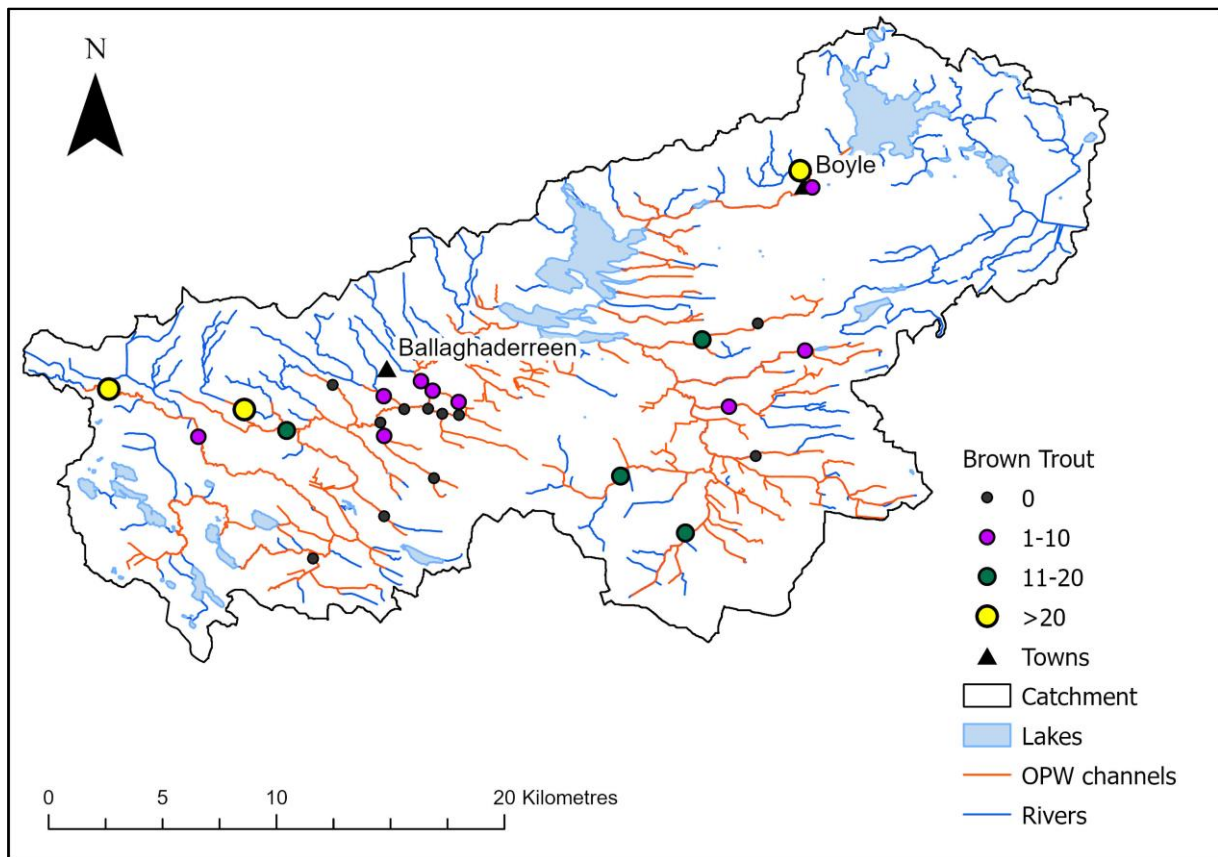 N
Boyle
Ballaghaderreen
Brown Trout
0
1-10
11-20
>20
Towns
Catchment
Lakes
OPW channels
Rivers
0 5 10 20 Kilometres